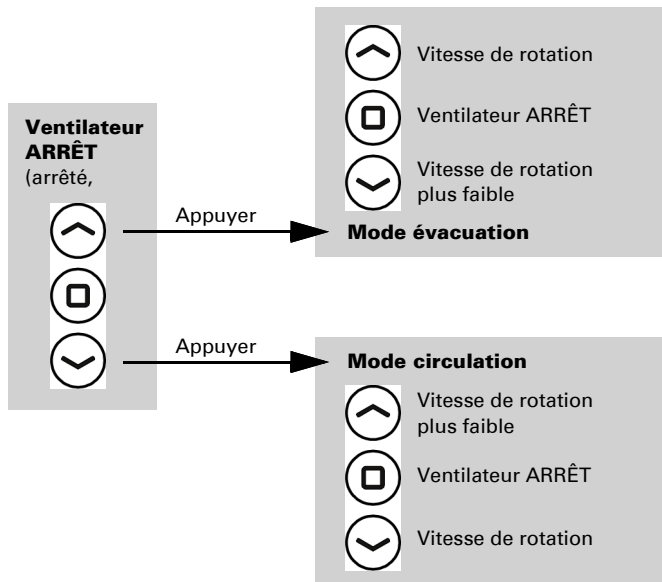 Ventilateur
ARRÊT
(arrêté,
Appuyer
Vitesse de rotation
Ventilateur ARRÊT
Vitesse de rotation
plus faible
Mode évacuation
Appuyer
Mode circulation
Vitesse de rotation
plus faible
Ventilateur ARRÊT
Vitesse de rotation